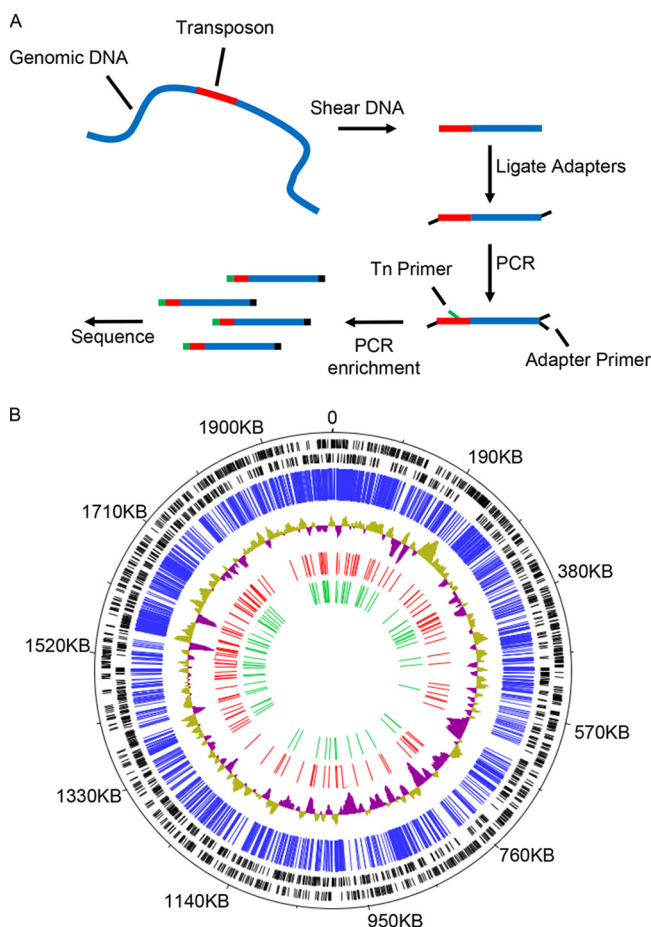 A
Transposon
Genomic DNA
Shear DNA
Ligate Adapters
PCR
Tn Primer
Adapter Primer
PCR
enrichment
Sequence
B
0
190KB
380KB
570KB
760KB
950KB
1140KB
1330KB
1520KB
1710KB
1900KB